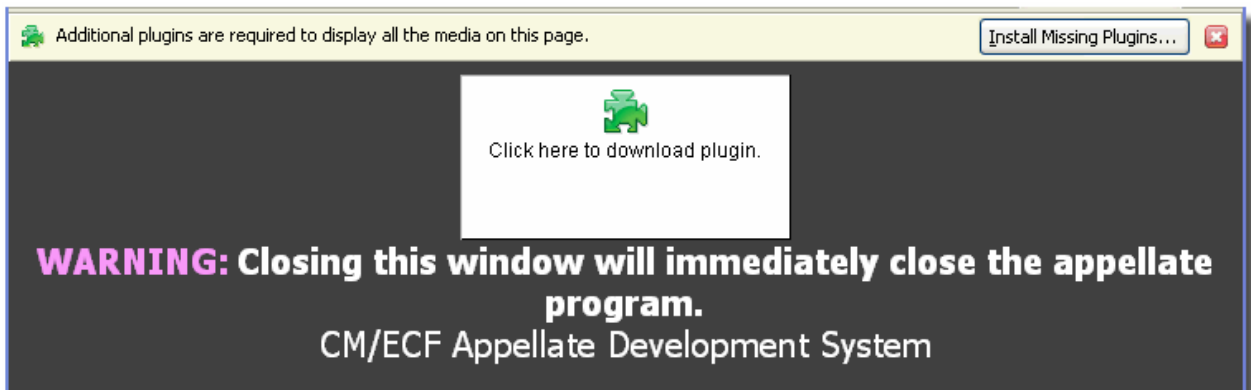 Additional plugins are required to display all the media on this page.
Install Missing Plugins...
Click here to download plugin.
WARNING: Closing this window will immediately close the appellate
program.
CM/ECF Appellate Development System